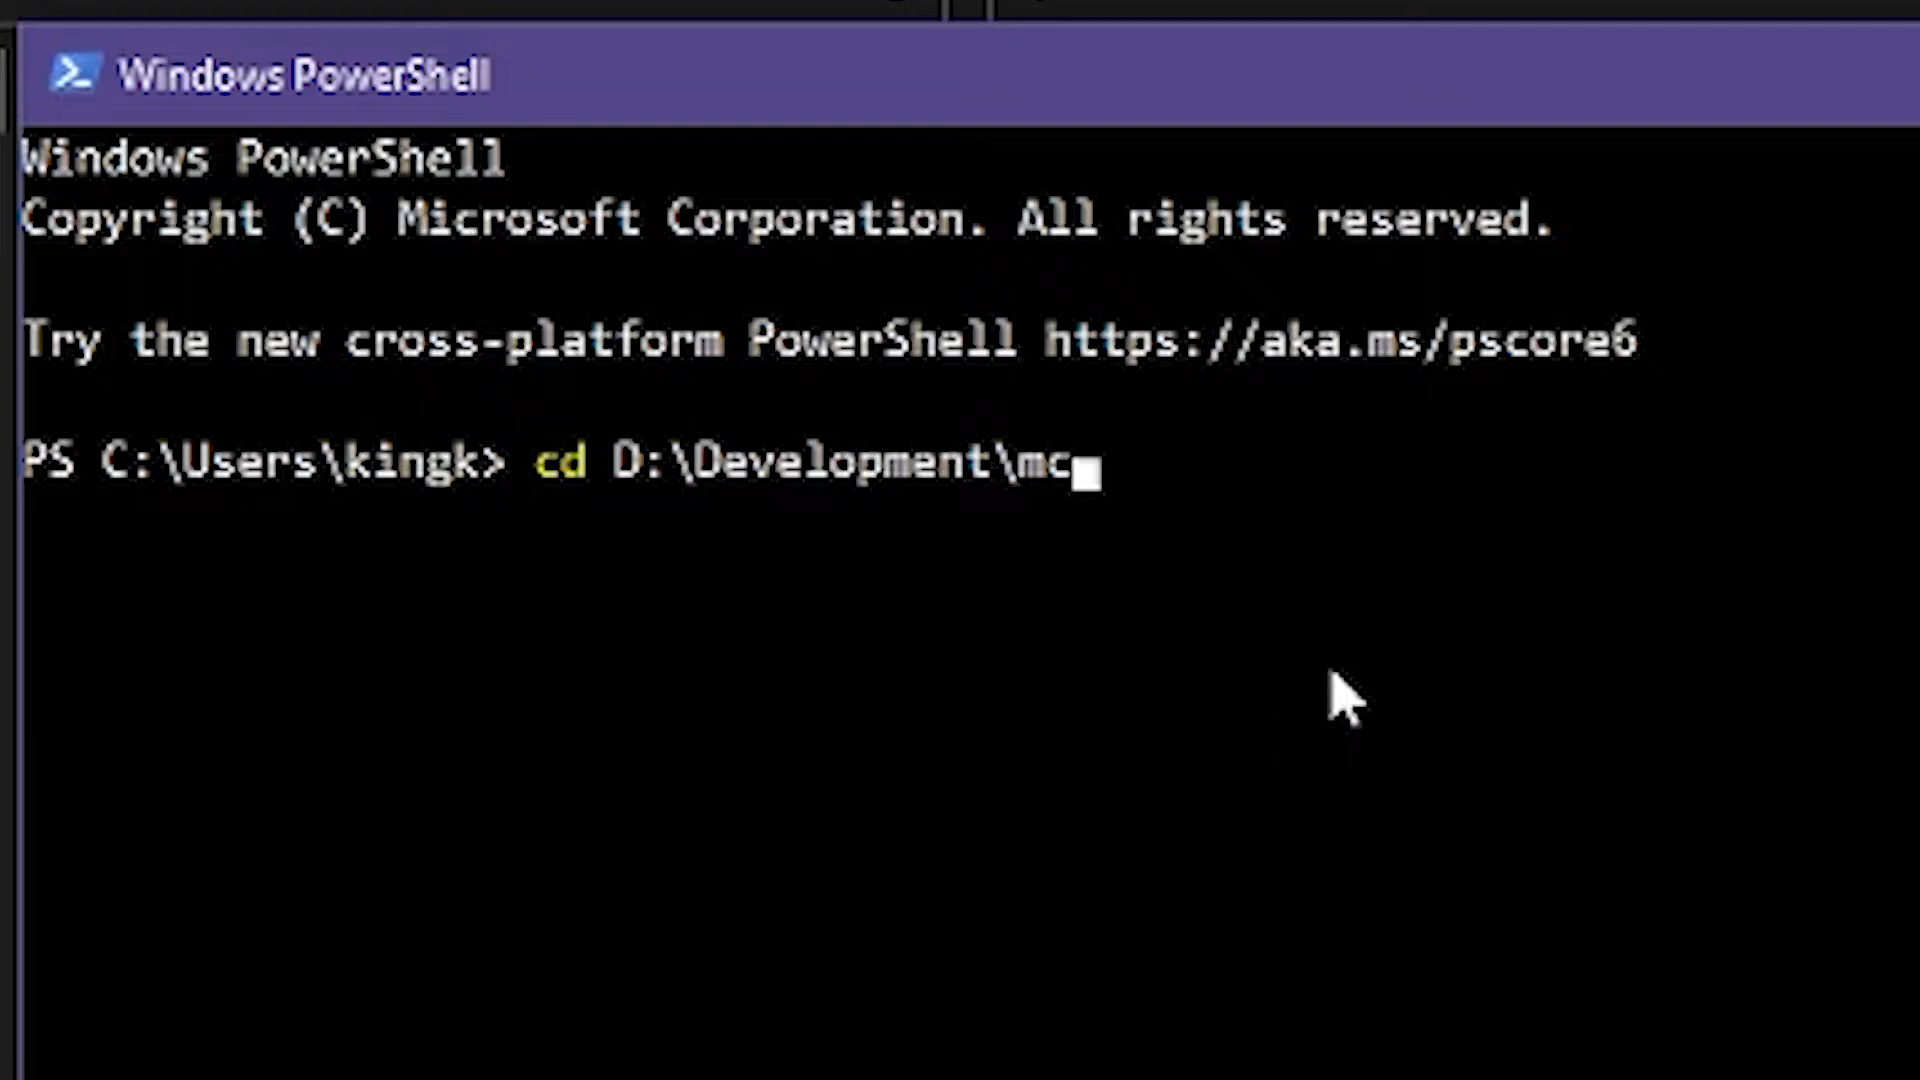 Windows PowerShell
Windows PowerShell
Copyright (C) Microsoft Corporation. All rights reserved.
Try the new cross-platform PowerShell https://aka.ms/pscore6
PS C:\Users\kingk> cd D:\Development\mc